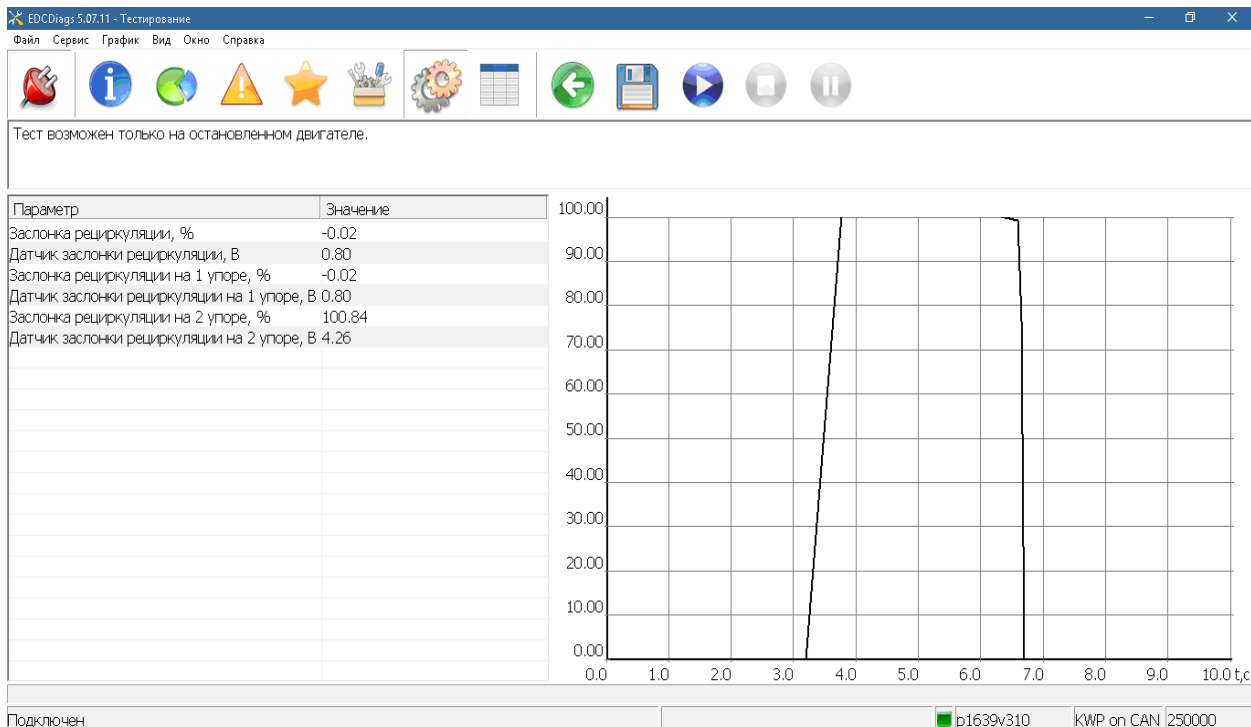 EDCDiags 5.07.11 - Тестирование
Файл Сервис График Вид Окно Справка
Тест возможен только на остановленном двигателе.
Параметр Значение
Заслонка рециркуляции, % -0.02
Датчик заслонки рециркуляции, В 0.80
Заслонка рециркуляции на 1 упоре, % -0.02
Датчик заслонки рециркуляции на 1 упоре, В 0.80
Заслонка рециркуляции на 2 упоре, % 100.84
Датчик заслонки рециркуляции на 2 упоре, В 4.26
100.00
90.00
80.00
70.00
60.00
50.00
40.00
30.00
20.00
10.00
0.00
0.0 1.0 2.0 3.0 4.0 5.0 6.0 7.0 8.0 9.0 10.0 t,c
Подключен p1639v310 KWP on CAN 250000